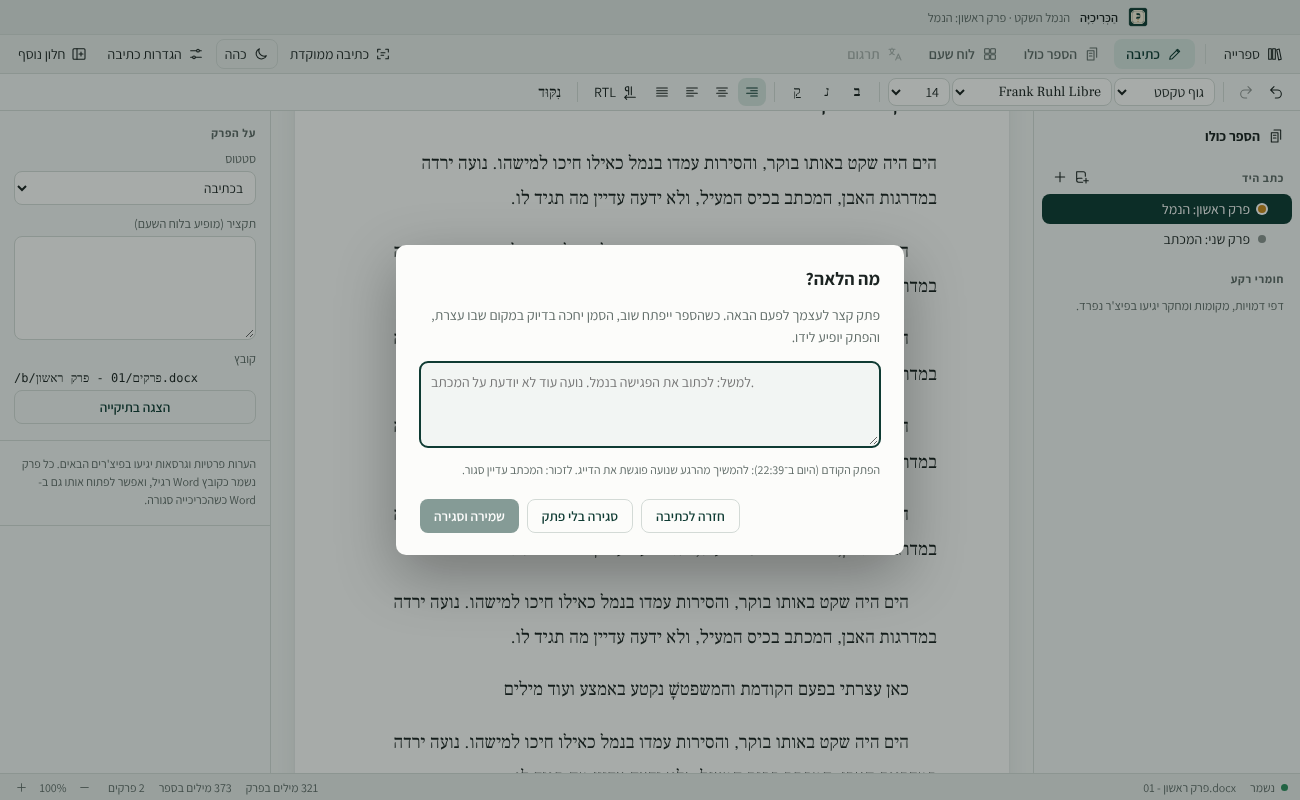 הכריכיה הנמל השקט · פרק ראשון: הנמל
ספרייה כתיבה הספר כולו לוח שעם תרגום כתיבה ממוקדת כהה הגדרות כתיבה חלון נוסף
גוף טקסט Frank Ruhl Libre 14 RTL נִקּוּד
הספר כולו
כתב היד
פרק ראשון: הנמל
פרק שני: המכתב
חומרי רקע
דפי דמויות, מקומות ומחקר יגיעו בפיצ'ר נפרד.
הים היה שקט באותו בוקר, והסירות עמדו בנמל כאילו חיכו למישהו. נועה ירדה
במדרגות האבן, המכתב בכיס המעיל, ולא ידעה עדיין מה תגיד לו.
מה הלאה?
פתק קצר לעצמך לפעם הבאה. כשהספר ייפתח שוב, הסמן יחכה בדיוק במקום שבו עצרת,
והפתק יופיע לידו.
למשל: לכתוב את הפגישה בנמל. נועה עוד לא יודעת על המכתב.
הפתק הקודם (היום ב־22:39): להמשיך מהרגע שנועה פוגשת את הדייג. לזכור: המכתב עדיין סגור.
חזרה לכתיבה סגירה בלי פתק שמירה וסגירה
הים היה שקט באותו בוקר, והסירות עמדו בנמל כאילו חיכו למישהו. נועה ירדה
במדרגות האבן, המכתב בכיס המעיל, ולא ידעה עדיין מה תגיד לו.
כאן עצרתי בפעם הקודמת והמשפטשָׁ נקטע באמצע ועוד מילים
הים היה שקט באותו בוקר, והסירות עמדו בנמל כאילו חיכו למישהו. נועה ירדה
על הפרק
סטטוס
בכתיבה
תקציר (מופיע בלוח השעם)
קובץ
/b/פרקים/01 - פרק ראשון.docx
הצגה בתיקייה
הערות פרטיות וגרסאות יגיעו בפיצ'רים הבאים. כל פרק
נשמר כקובץ Word רגיל, ואפשר לפתוח אותו גם ב-
Word כשהכריכייה סגורה.
נשמר 01 - פרק ראשון.docx 321 מילים בפרק 373 מילים בספר 2 פרקים − 100% +